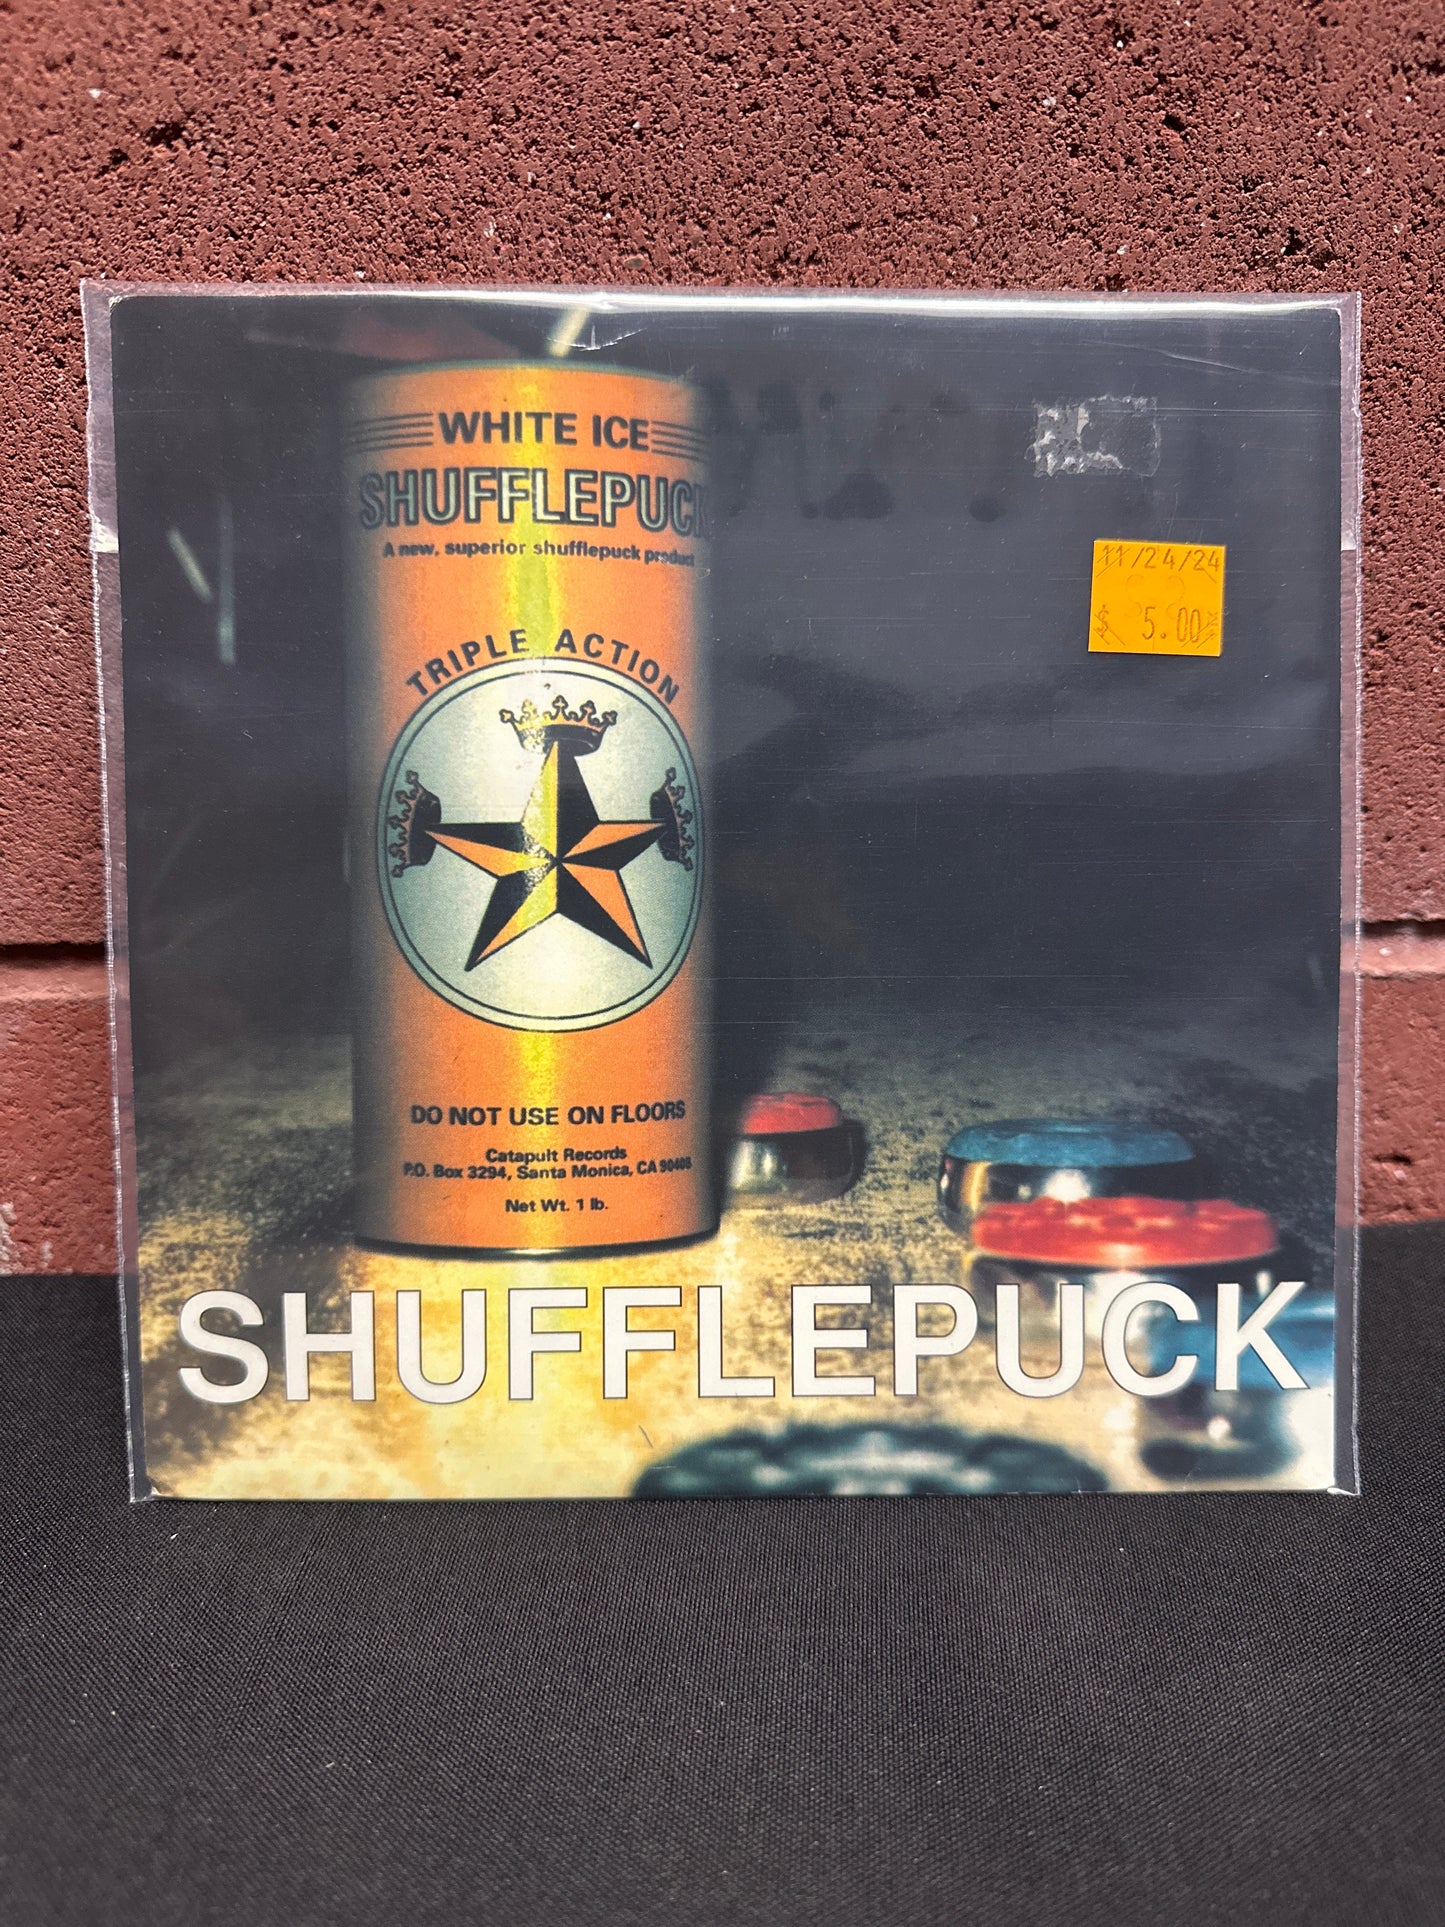 WHITE ICE
SHUFFLEPUCK
A new, superior shufflepuck product
TRIPLE ACTION
DO NOT USE ON FLOORS
Catapult Records
P.O. Box 3294, Santa Monica, CA 90408
Net Wt. 1 lb.
11/24/24
$ 5.00
SHUFFLEPUCK